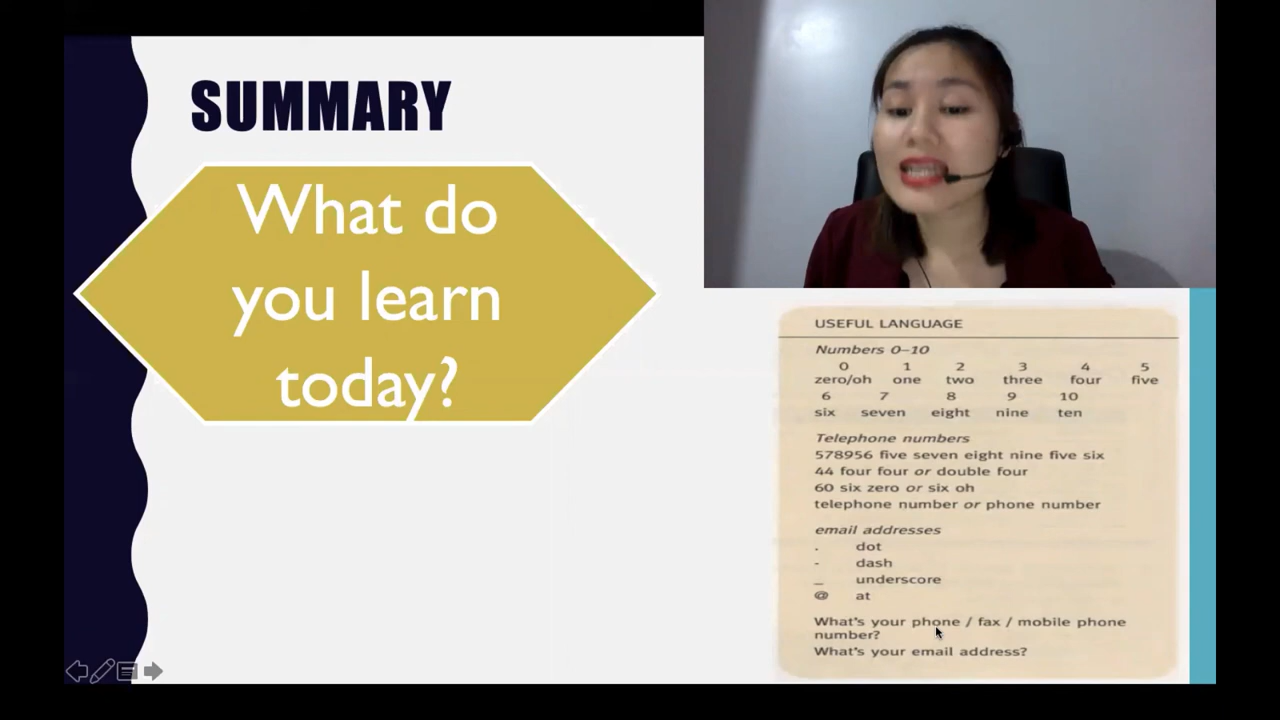 SUMMARY
What do
you learn
today?
USEFUL LANGUAGE
Numbers 0–10
0 1 2 3 4 5
zero/oh one two three four five
6 7 8 9 10
six seven eight nine ten
Telephone numbers
578956 five seven eight nine five six
44 four four or double four
60 six zero or six oh
telephone number or phone number
email addresses
. dot
- dash
_ underscore
@ at
What's your phone / fax / mobile phone
number?
What's your email address?